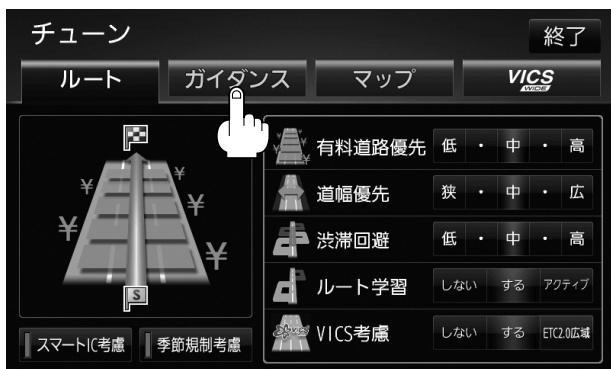 チューン 終了
ルート ガイダンス マップ VICS WIDE
有料道路優先 低 ・ 中 ・ 高
道幅優先 狭 ・ 中 ・ 広
渋滞回避 低 ・ 中 ・ 高
ルート学習 しない する アクティブ
VICS考慮 しない する ETC2.0広域
¥ ¥
¥ ¥
S
スマートIC考慮 季節規制考慮